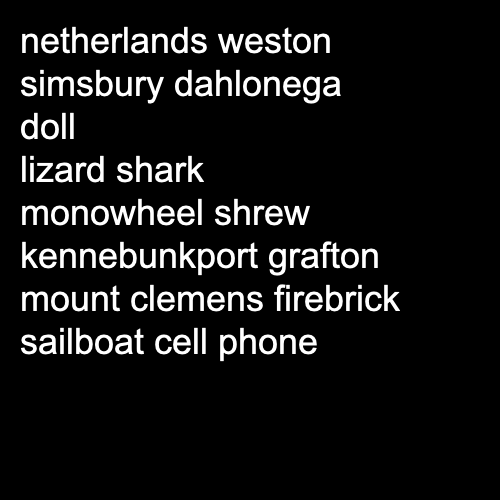 netherlands weston
simsbury dahlonega
doll
lizard shark
monowheel shrew
kennebunkport grafton
mount clemens firebrick
sailboat cell phone